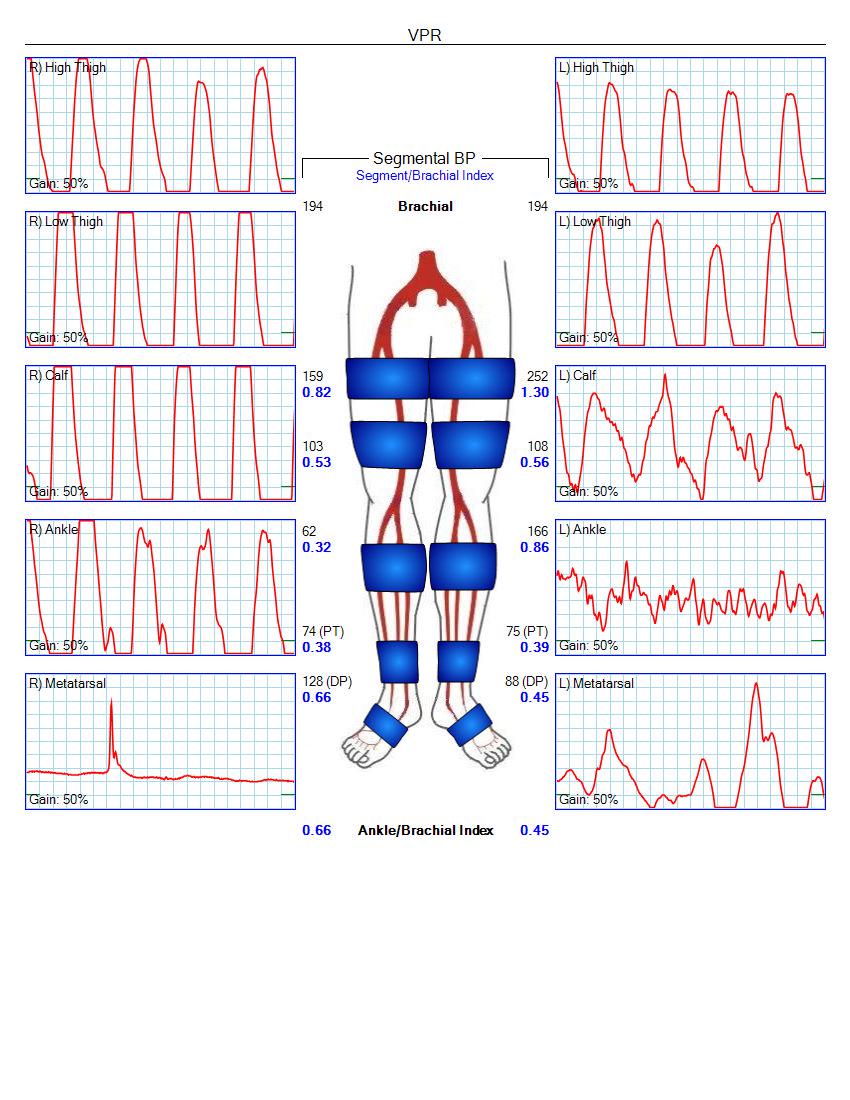 VPR
R) High Thigh
Gain: 50%
L) High Thigh
Gain: 50%
Segmental BP
Segment/Brachial Index
194 Brachial 194
R) Low Thigh
Gain: 50%
L) Low Thigh
Gain: 50%
R) Calf
Gain: 50%
159
0.82
252
1.30
L) Calf
Gain: 50%
103
0.53
108
0.56
R) Ankle
Gain: 50%
62
0.32
166
0.86
L) Ankle
Gain: 50%
74 (PT)
0.38
75 (PT)
0.39
R) Metatarsal
Gain: 50%
128 (DP)
0.66
88 (DP)
0.45
L) Metatarsal
Gain: 50%
0.66 Ankle/Brachial Index 0.45